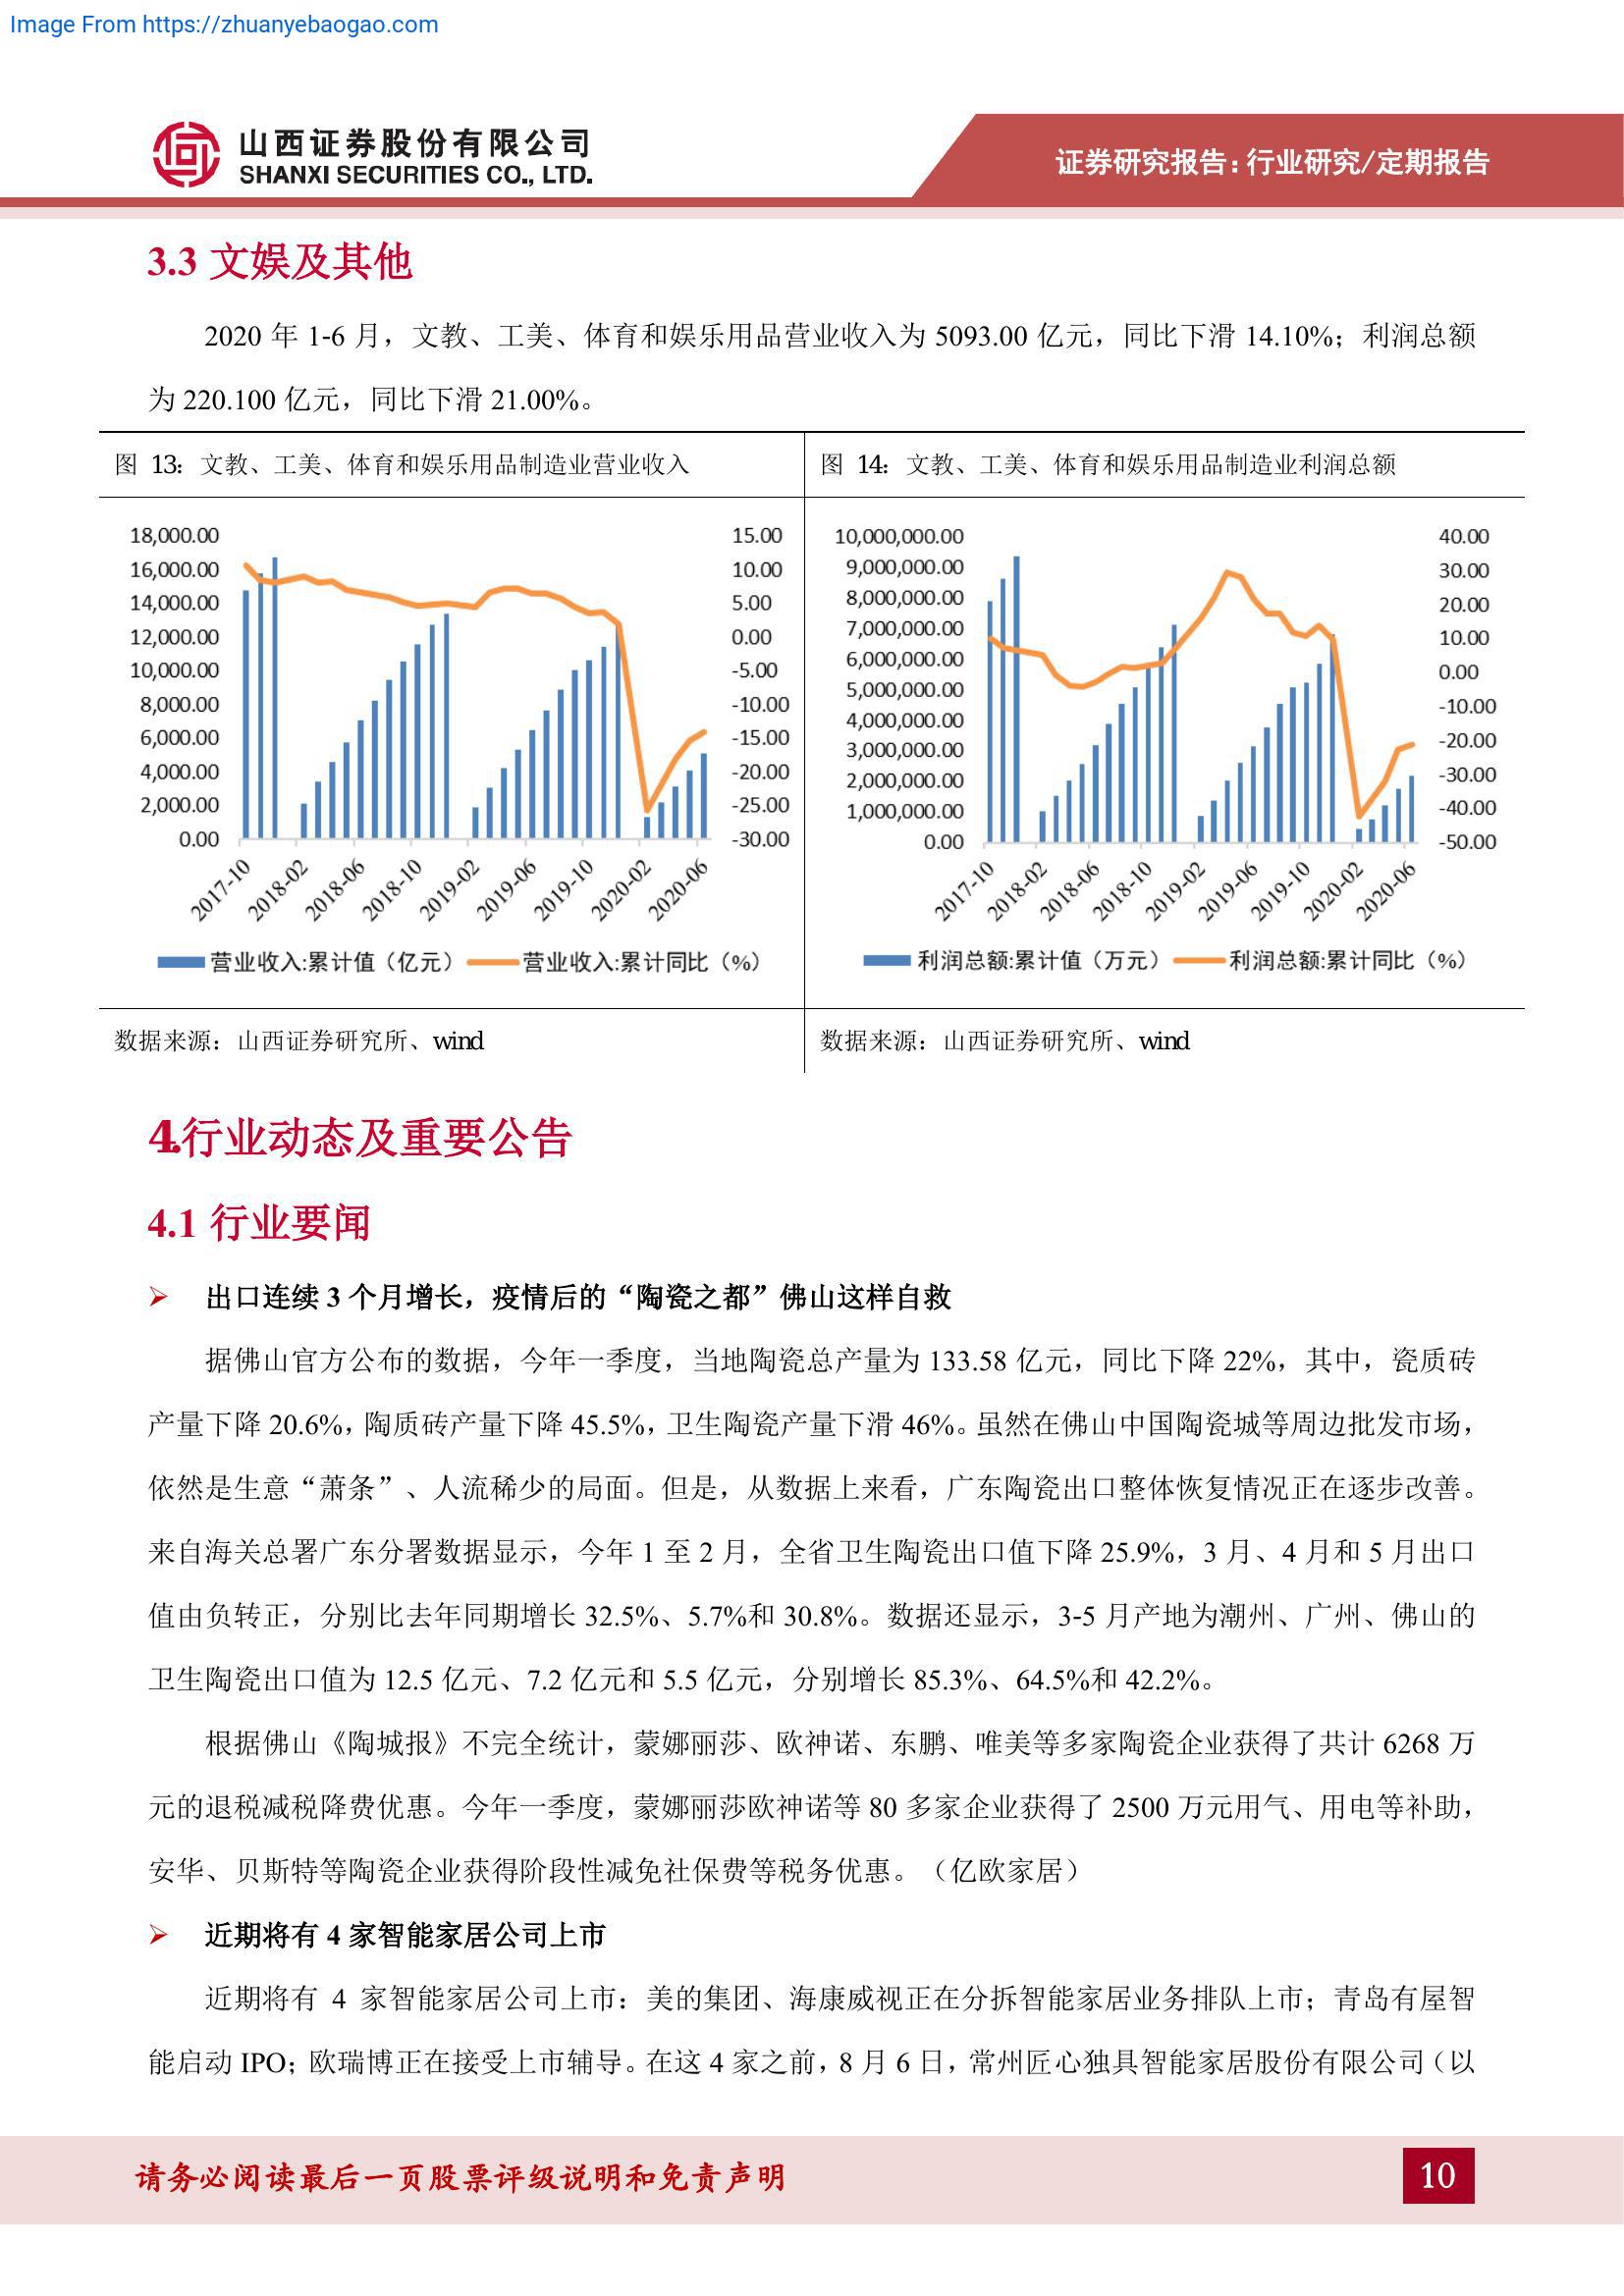 Image From https://zhuanyebaogao.com
山西证券股份有限公司
SHANXI SECURITIES CO., LTD.
证券研究报告:行业研究/定期报告
3.3 文娱及其他
2020 年 1-6 月，文教、工美、体育和娱乐用品营业收入为 5093.00 亿元，同比下滑 14.10%；利润总额
为 220.100 亿元，同比下滑 21.00%。
图 13：文教、工美、体育和娱乐用品制造业营业收入
18,000.00
16,000.00
14,000.00
12,000.00
10,000.00
8,000.00
6,000.00
4,000.00
2,000.00
0.00
15.00
10.00
5.00
0.00
-5.00
-10.00
-15.00
-20.00
-25.00
-30.00
2017-10
2018-02
2018-06
2018-10
2019-02
2019-06
2019-10
2020-02
2020-06
营业收入:累计值（亿元） 营业收入:累计同比（%）
数据来源：山西证券研究所、wind
图 14：文教、工美、体育和娱乐用品制造业利润总额
10,000,000.00
9,000,000.00
8,000,000.00
7,000,000.00
6,000,000.00
5,000,000.00
4,000,000.00
3,000,000.00
2,000,000.00
1,000,000.00
0.00
40.00
30.00
20.00
10.00
0.00
-10.00
-20.00
-30.00
-40.00
-50.00
2017-10
2018-02
2018-06
2018-10
2019-02
2019-06
2019-10
2020-02
2020-06
利润总额:累计值（万元） 利润总额:累计同比（%）
数据来源：山西证券研究所、wind
4.行业动态及重要公告
4.1 行业要闻
➢ 出口连续 3 个月增长，疫情后的“陶瓷之都”佛山这样自救
据佛山官方公布的数据，今年一季度，当地陶瓷总产量为 133.58 亿元，同比下降 22%，其中，瓷质砖
产量下降 20.6%，陶质砖产量下降 45.5%，卫生陶瓷产量下滑 46%。虽然在佛山中国陶瓷城等周边批发市场，
依然是生意“萧条”、人流稀少的局面。但是，从数据上来看，广东陶瓷出口整体恢复情况正在逐步改善。
来自海关总署广东分署数据显示，今年 1 至 2 月，全省卫生陶瓷出口值下降 25.9%，3 月、4 月和 5 月出口
值由负转正，分别比去年同期增长 32.5%、5.7%和 30.8%。数据还显示，3-5 月产地为潮州、广州、佛山的
卫生陶瓷出口值为 12.5 亿元、7.2 亿元和 5.5 亿元，分别增长 85.3%、64.5%和 42.2%。
根据佛山《陶城报》不完全统计，蒙娜丽莎、欧神诺、东鹏、唯美等多家陶瓷企业获得了共计 6268 万
元的退税减税降费优惠。今年一季度，蒙娜丽莎欧神诺等 80 多家企业获得了 2500 万元用气、用电等补助，
安华、贝斯特等陶瓷企业获得阶段性减免社保费等税务优惠。（亿欧家居）
➢ 近期将有 4 家智能家居公司上市
近期将有 4 家智能家居公司上市：美的集团、海康威视正在分拆智能家居业务排队上市；青岛有屋智
能启动 IPO；欧瑞博正在接受上市辅导。在这 4 家之前，8 月 6 日，常州匠心独具智能家居股份有限公司（以
请务必阅读最后一页股票评级说明和免责声明
10